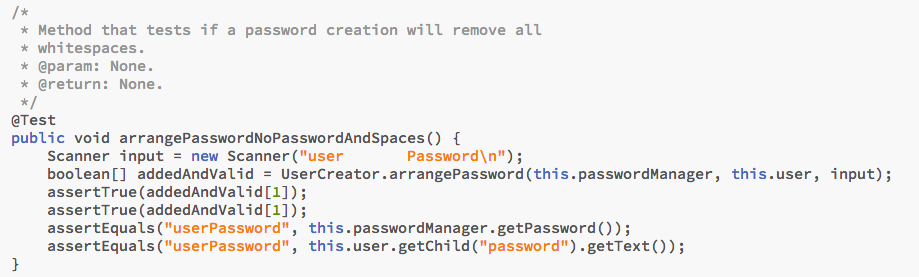 /*
 * Method that tests if a password creation will remove all
 * whitespaces.
 * @param: None.
 * @return: None.
 */
@Test
public void arrangePasswordNoPasswordAndSpaces() {
    Scanner input = new Scanner("user      Password\n");
    boolean[] addedAndValid = UserCreator.arrangePassword(this.passwordManager, this.user, input);
    assertTrue(addedAndValid[1]);
    assertTrue(addedAndValid[1]);
    assertEquals("userPassword", this.passwordManager.getPassword());
    assertEquals("userPassword", this.user.getChild("password").getText());
}